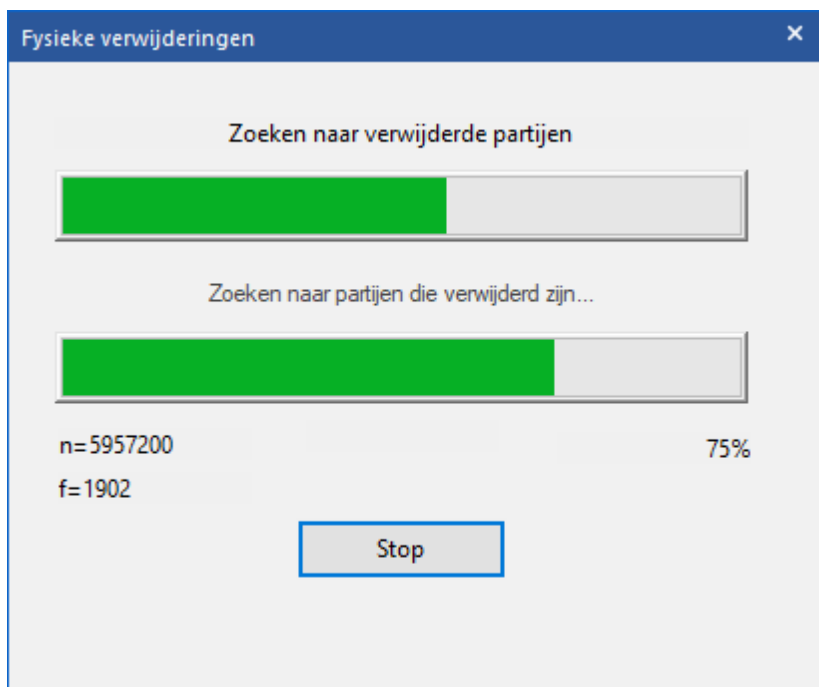 Fysieke verwijderingen
Zoeken naar verwijderde partijen
Zoeken naar partijen die verwijderd zijn...
n=5957200
75%
f=1902
Stop